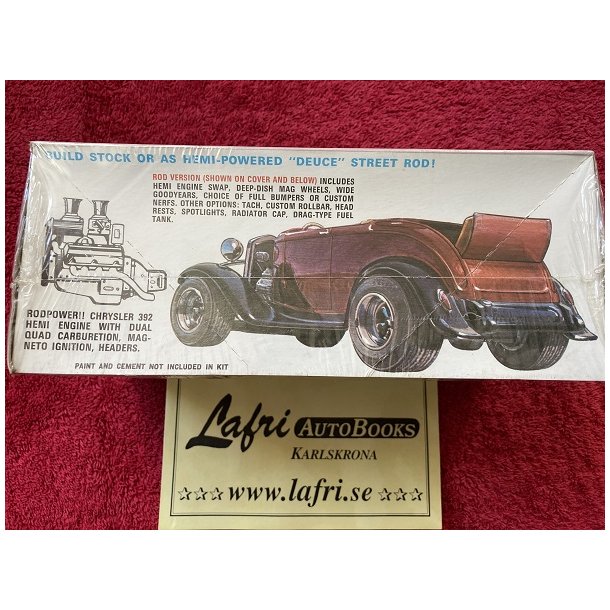 BUILD STOCK OR AS HEMI-POWERED "DEUCE" STREET ROD!
ROD VERSION (SHOWN ON COVER AND BELOW) INCLUDES
HEMI ENGINE SWAP, DEEP-DISH MAG WHEELS, WIDE
GOODYEARS, CHOICE OF FULL BUMPERS OR CUSTOM
NERFS. OTHER OPTIONS: TACH, CUSTOM ROLLBAR, HEAD
RESTS, SPOTLIGHTS, RADIATOR CAP, DRAG-TYPE FUEL
TANK.
RODPOWER!! CHRYSLER 392
HEMI ENGINE WITH DUAL
QUAD CARBURETION, MAG-
NETO IGNITION, HEADERS.
PAINT AND CEMENT NOT INCLUDED IN KIT
Lafri AUTOBOOKS
KARLSKRONA
www.lafri.se